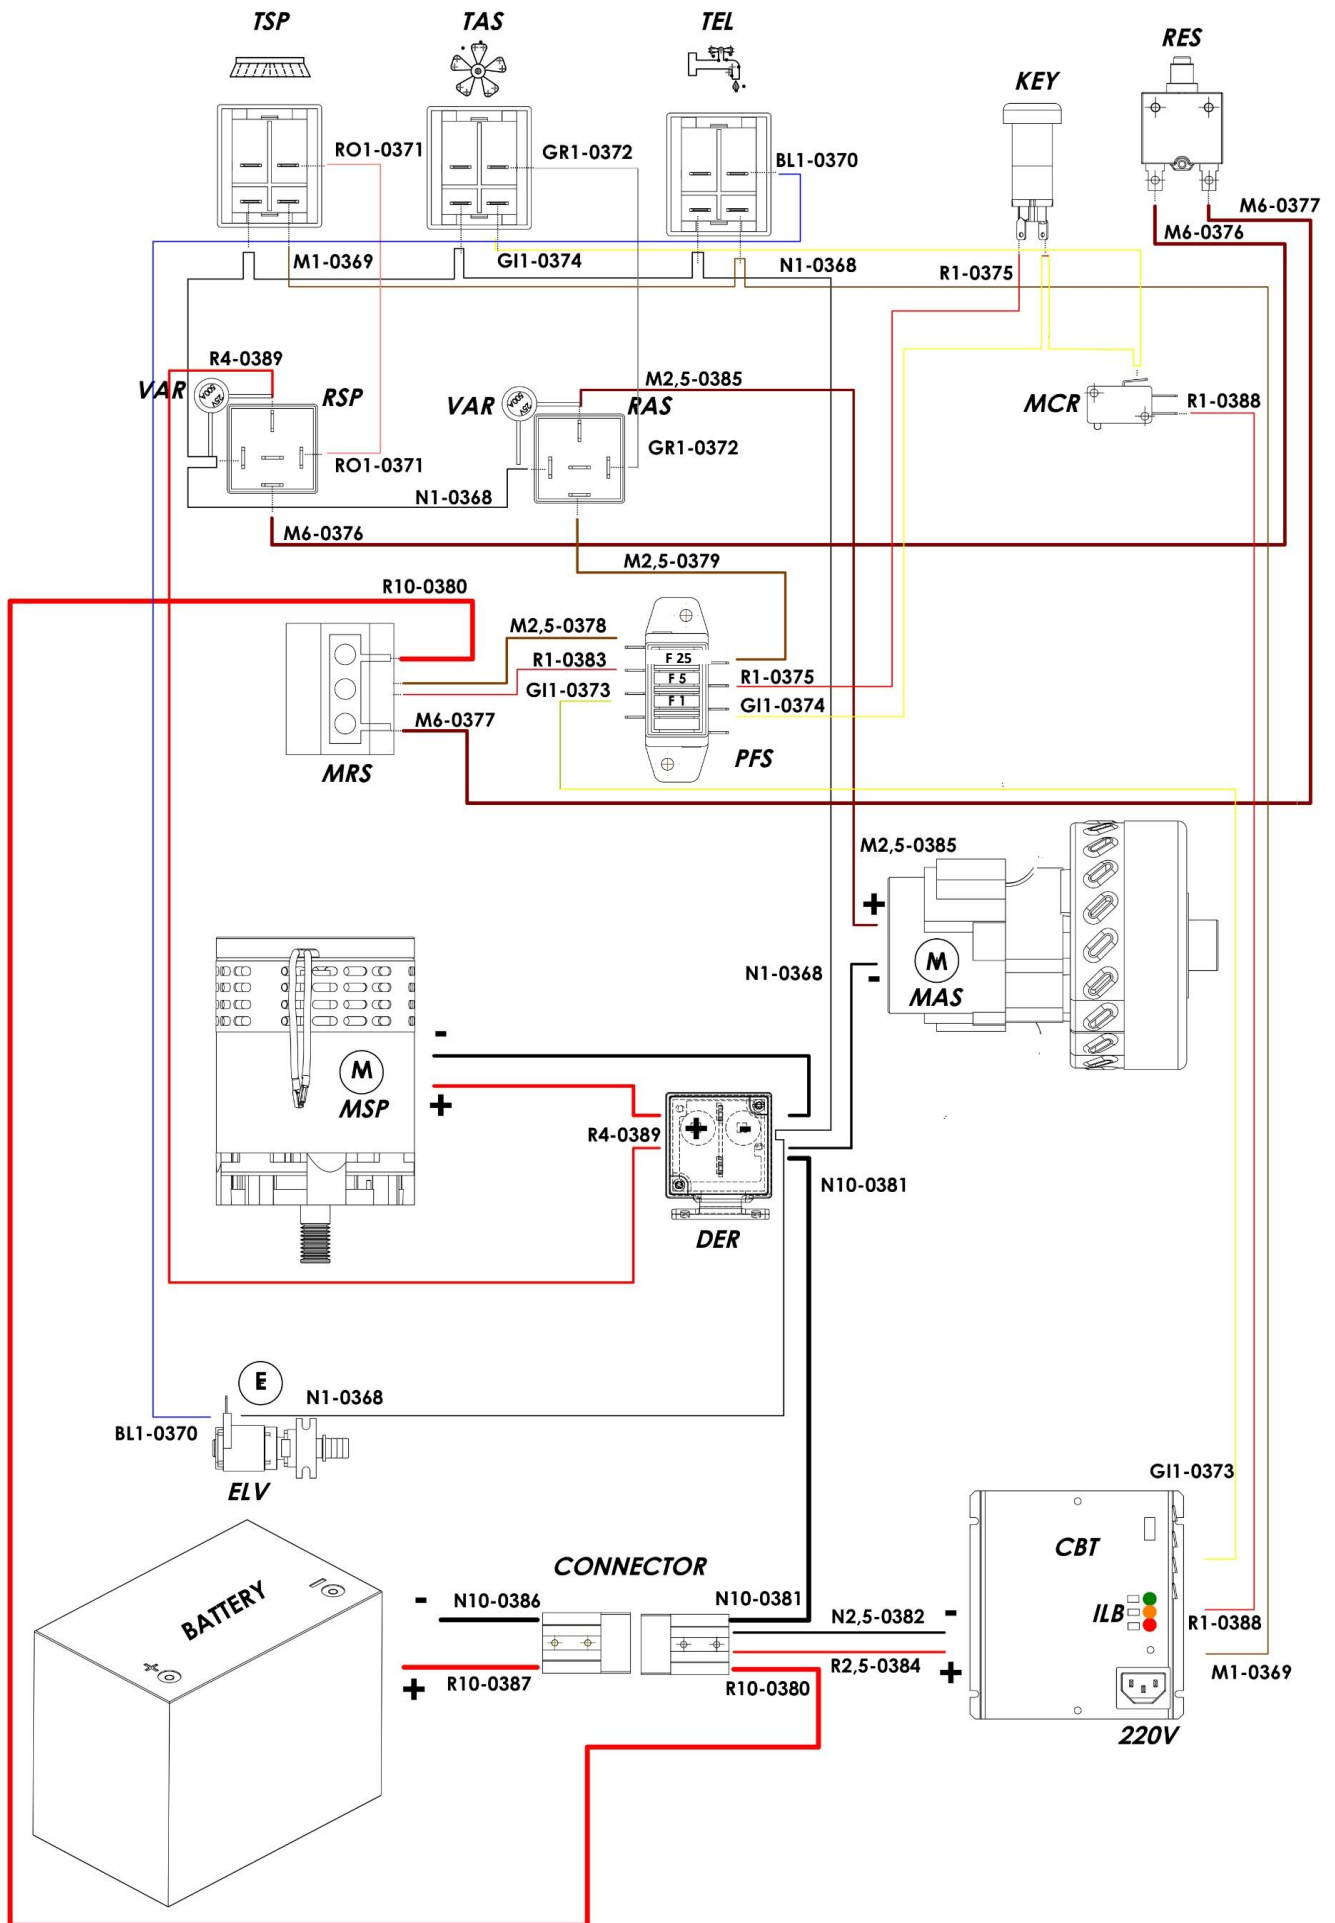 TSP
TAS
TEL
RES
KEY
RO1-0371
GR1-0372
BL1-0370
M6-0377
M6-0376
M1-0369
GI1-0374
N1-0368
R1-0375
R4-0389
VAR
500A
25V
RSP
M2,5-0385
VAR
500A
25V
RAS
MCR
R1-0388
RO1-0371
GR1-0372
N1-0368
M6-0376
M2,5-0379
R10-0380
M2,5-0378
R1-0383
GI1-0373
F 25
F 5
F 1
R1-0375
GI1-0374
M6-0377
MRS
PFS
M2,5-0385
+
N1-0368
-
M
MAS
-
M
MSP
+
R4-0389
+ -
N10-0381
DER
E
N1-0368
BL1-0370
ELV
GI1-0373
CBT
CONNECTOR
BATTERY
-
+
- N10-0386
N10-0381
N2,5-0382 -
ILB
R1-0388
+ R10-0387
R10-0380
R2,5-0384 +
M1-0369
220V